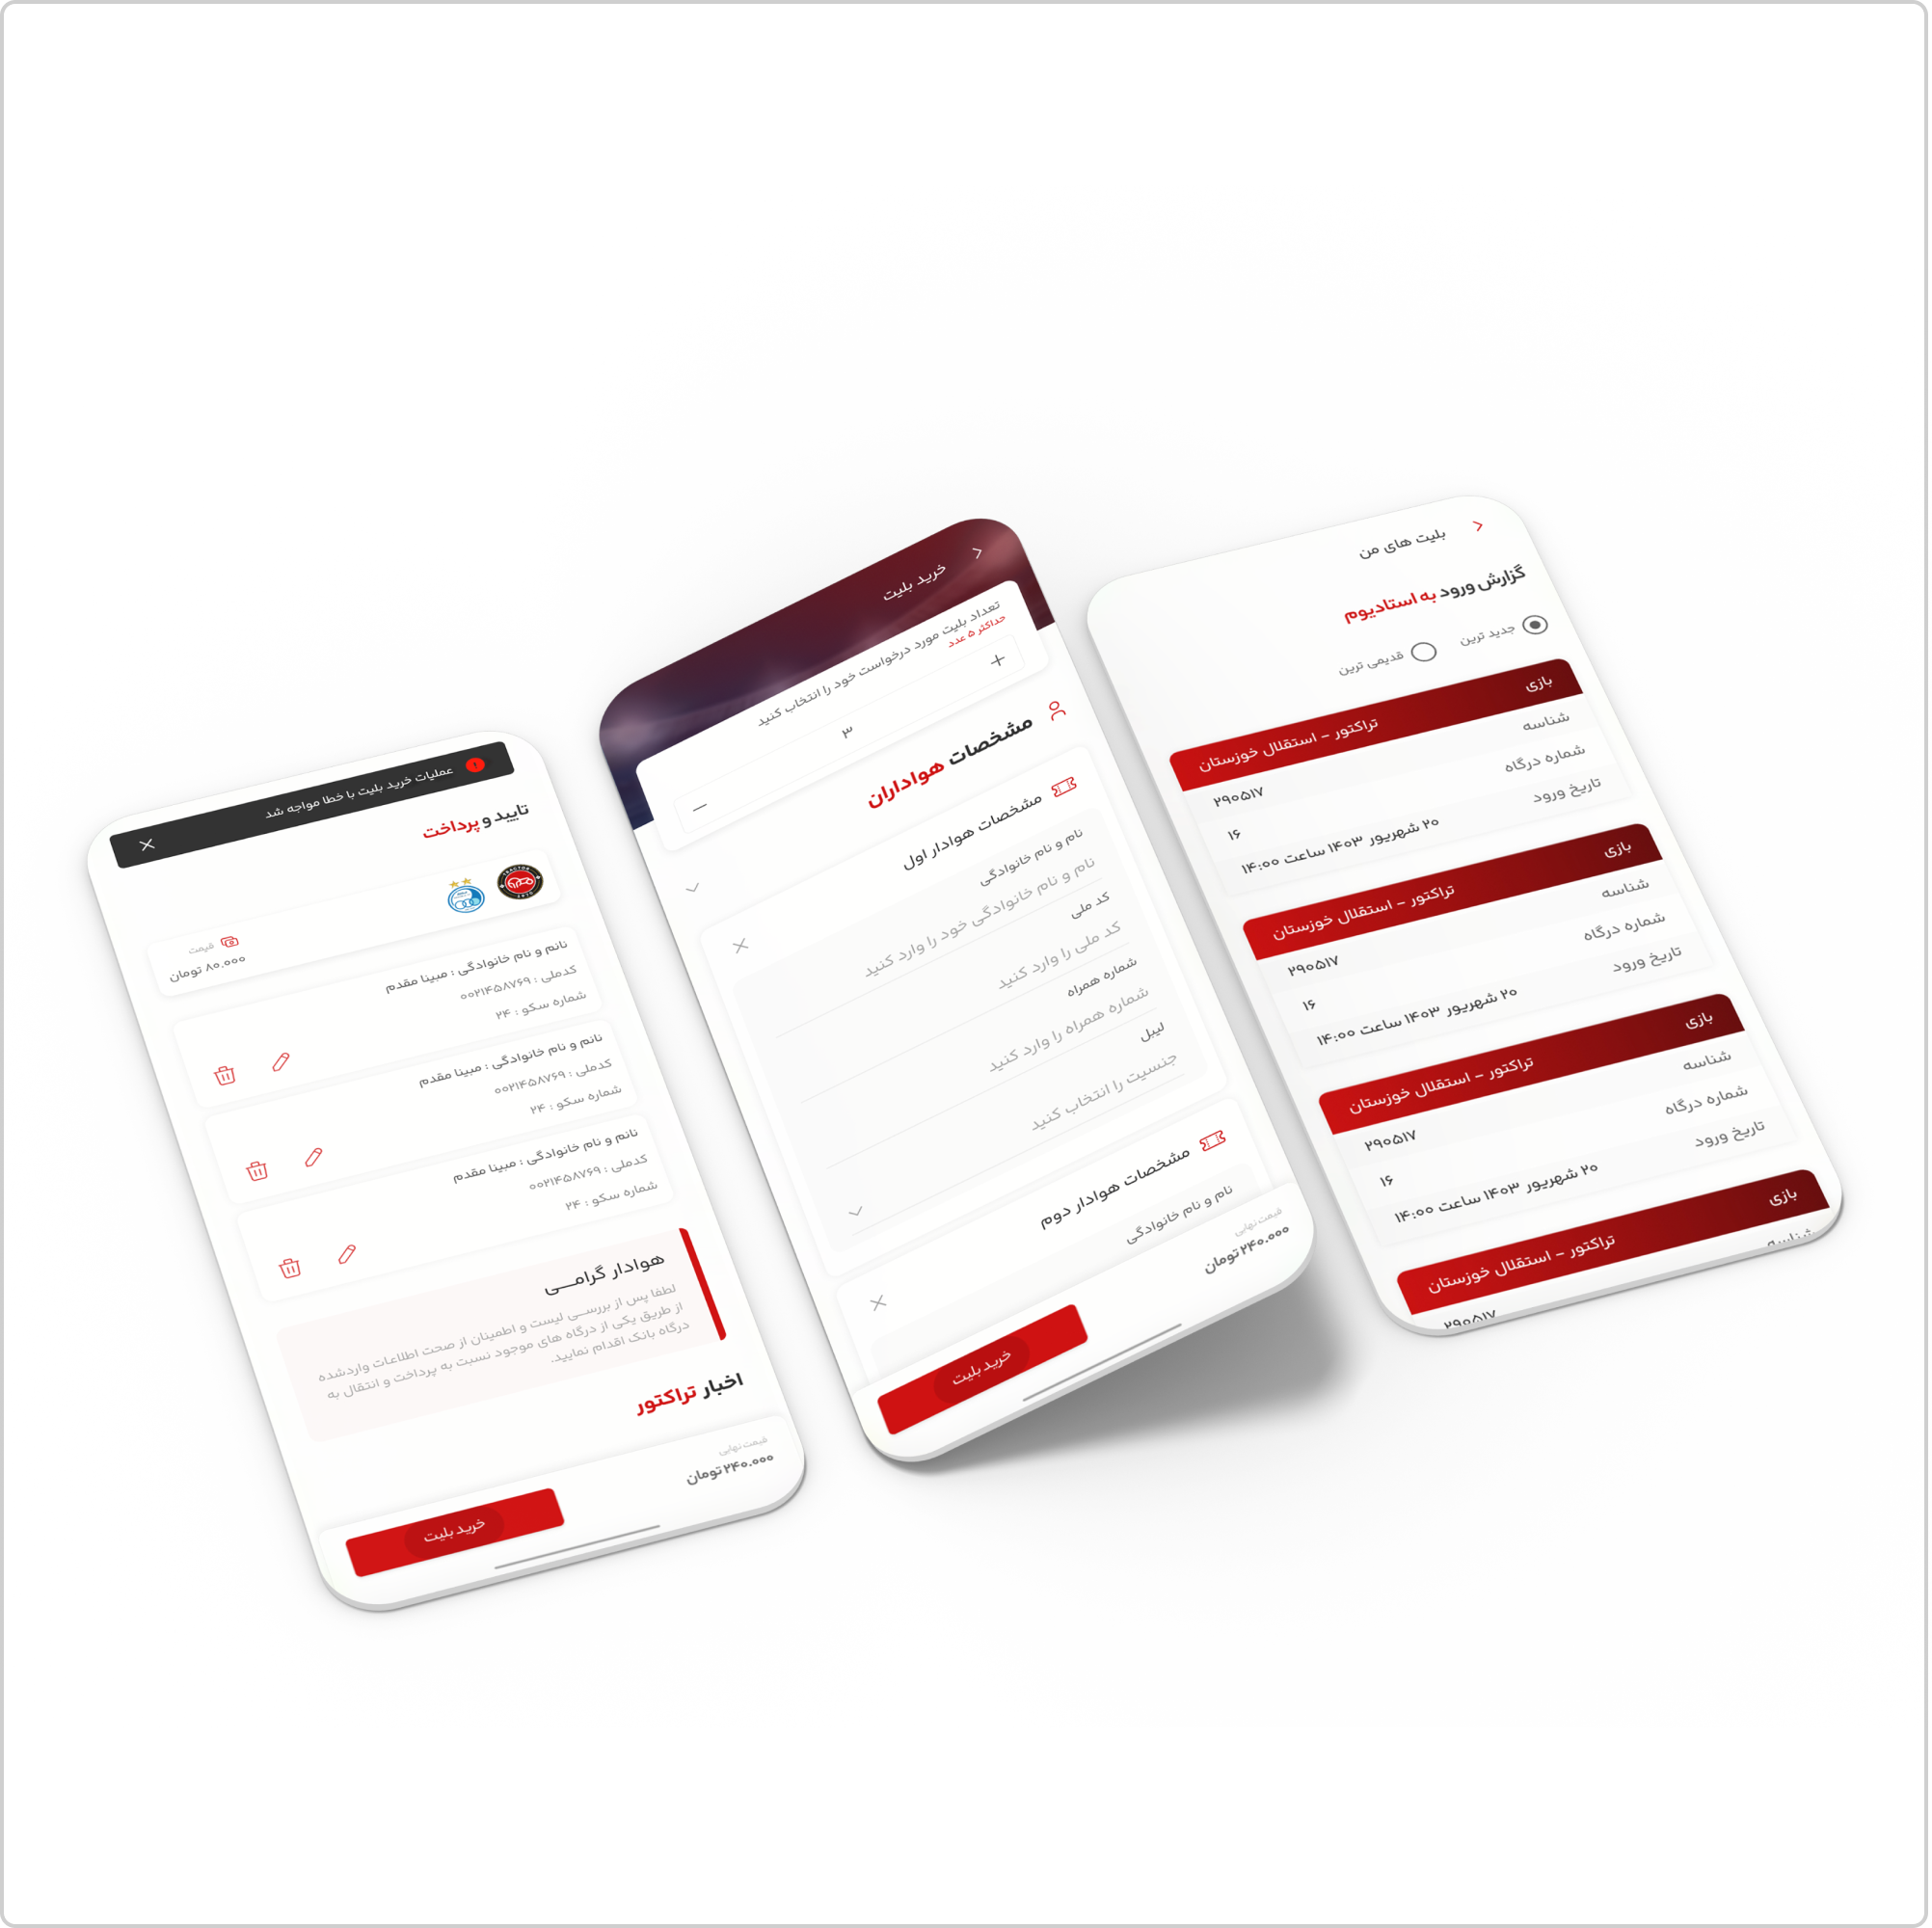 بلیت های من
گزارش ورود به استادیوم
جدید ترین
قدیمی ترین
بازی
تراکتور - استقلال خوزستان
شناسه
۲۹۰۵۱۷
شماره درگاه
۱۶
تاریخ ورود
۲۰ شهریور ۱۴۰۳ ساعت ۱۴:۰۰
بازی
تراکتور - استقلال خوزستان
شناسه
۲۹۰۵۱۷
شماره درگاه
۱۶
تاریخ ورود
۲۰ شهریور ۱۴۰۳ ساعت ۱۴:۰۰
بازی
تراکتور - استقلال خوزستان
شناسه
۲۹۰۵۱۷
شماره درگاه
۱۶
تاریخ ورود
۲۰ شهریور ۱۴۰۳ ساعت ۱۴:۰۰
بازی
تراکتور - استقلال خوزستان
شناسه
۲۹۰۵۱۷
خرید بلیت
تعداد بلیت مورد درخواست خود را انتخاب کنید
حداکثر ۵ عدد
+
۳
-
مشخصات هواداران
مشخصات هوادار اول
نام و نام خانوادگی
نام و نام خانوادگی خود را وارد کنید
کد ملی
کد ملی را وارد کنید
شماره همراه
شماره همراه را وارد کنید
لیبل
جنسیت را انتخاب کنید
مشخصات هوادار دوم
نام و نام خانوادگی
قیمت نهایی
۲۴۰.۰۰۰ تومان
خرید بلیت
عملیات خرید بلیت با خطا مواجه شد
تایید و پرداخت
TRACTOR
1970
قیمت
۸۰.۰۰۰ تومان
نانم و نام خانوادگی : مبینا مقدم
کدملی : ۰۰۲۱۴۵۸۷۶۹
شماره سکو : ۲۴
نانم و نام خانوادگی : مبینا مقدم
کدملی : ۰۰۲۱۴۵۸۷۶۹
شماره سکو : ۲۴
نانم و نام خانوادگی : مبینا مقدم
کدملی : ۰۰۲۱۴۵۸۷۶۹
شماره سکو : ۲۴
هوادار گرامـــی
لطفا پس از بررســی لیست و اطمینان از صحت اطلاعات واردشده
از طریق یکی از درگاه های موجود نسبت به پرداخت و انتقال به
درگاه بانک اقدام نمایید.
اخبار تراکتور
قیمت نهایی
۲۴۰.۰۰۰ تومان
خرید بلیت